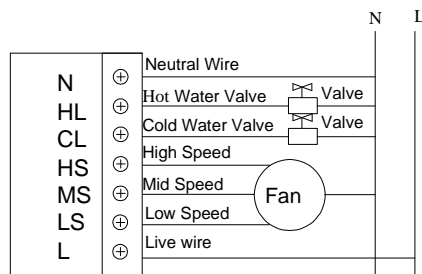 N L
N Neutral Wire
HL Hot Water Valve Valve
CL Cold Water Valve Valve
HS High Speed
MS Mid Speed Fan
LS Low Speed
L Live wire